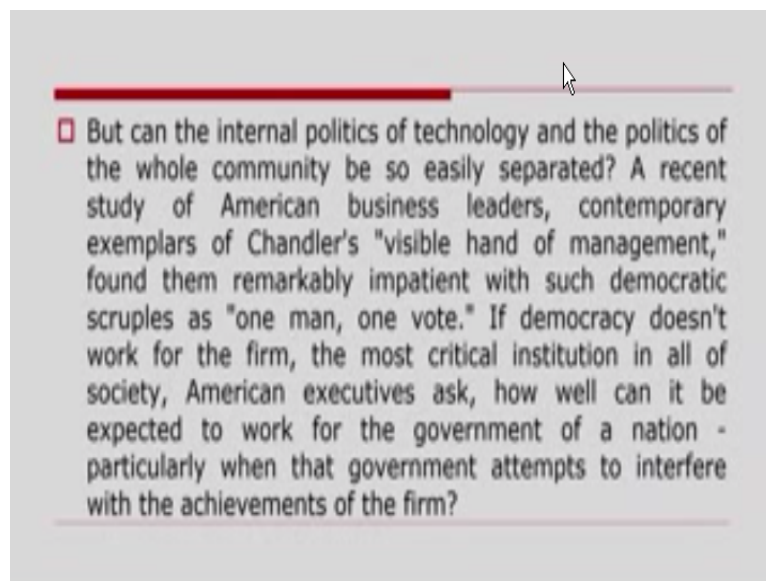 But can the internal politics of technology and the politics of
the whole community be so easily separated? A recent
study of American business leaders, contemporary
exemplars of Chandler's "visible hand of management,"
found them remarkably impatient with such democratic
scruples as "one man, one vote." If democracy doesn't
work for the firm, the most critical institution in all of
society, American executives ask, how well can it be
expected to work for the government of a nation -
particularly when that government attempts to interfere
with the achievements of the firm?